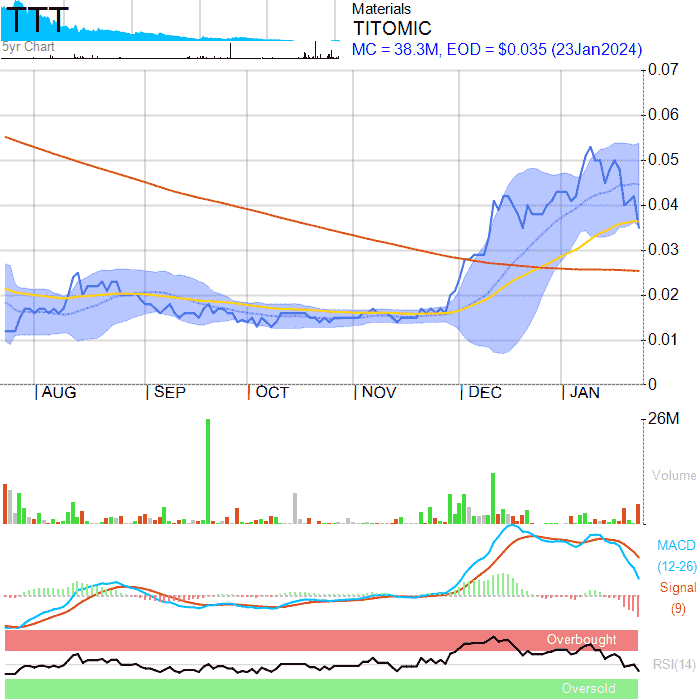 TTT
5yr Chart
Materials
TITOMIC
MC = 38.3M, EOD = $0.035 (23Jan2024)
0.07
0.06
0.05
0.04
0.03
0.02
0.01
0
AUG SEP OCT NOV DEC JAN
26M
Volume
MACD
(12-26)
Signal
(9)
Overbought
RSI(14)
Oversold